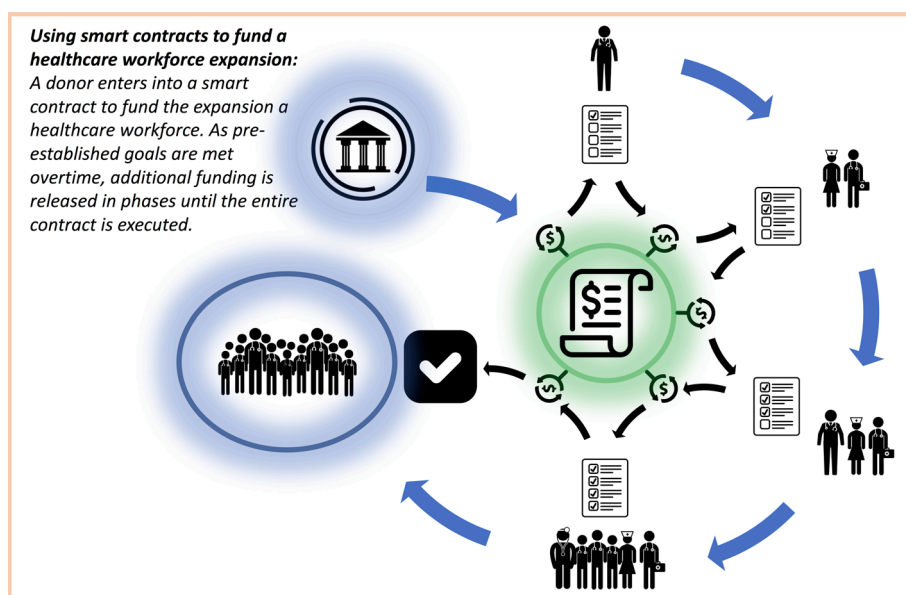 Using smart contracts to fund a
healthcare workforce expansion:
A donor enters into a smart
contract to fund the expansion a
healthcare workforce. As pre-
established goals are met
overtime, additional funding is
released in phases until the entire
contract is executed.
$
$
$
$
$
$